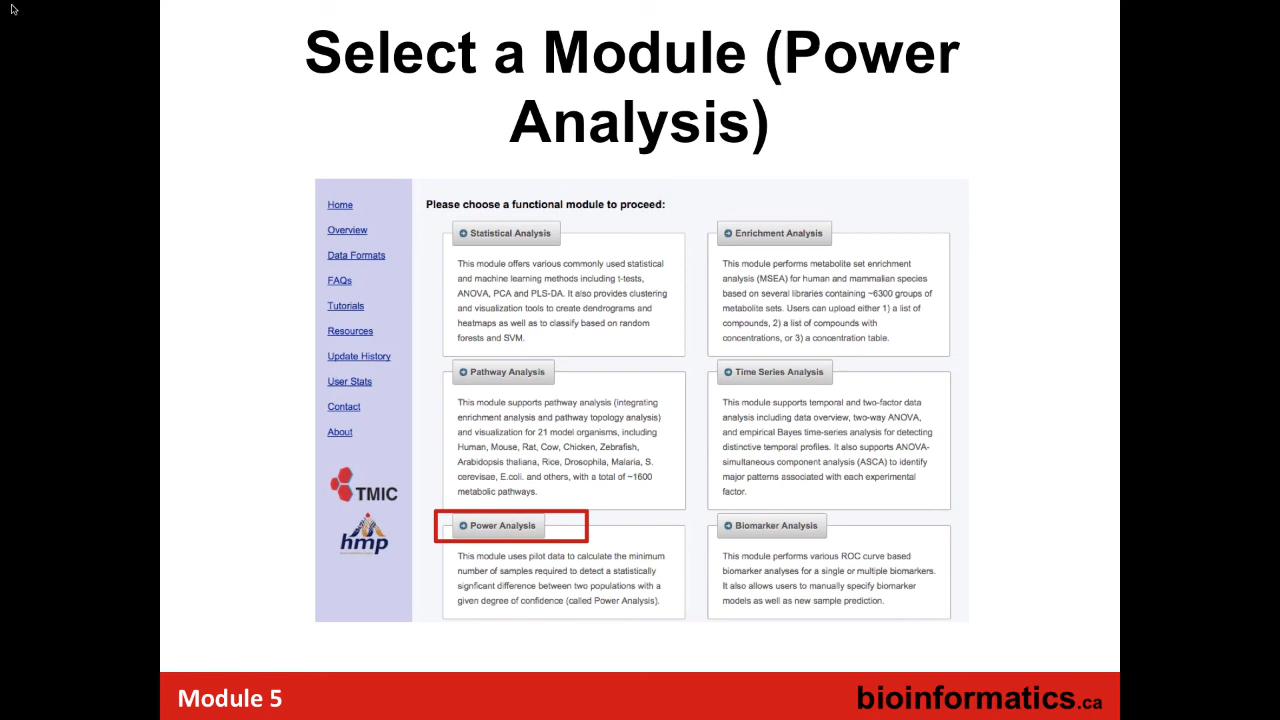 Select a Module (Power
Analysis)
Home
Overview
Data Formats
FAQs
Tutorials
Resources
Update History
User Stats
Contact
About
TMIC
hmp
Please choose a functional module to proceed:
Statistical Analysis
This module offers various commonly used statistical
and machine learning methods including t-tests,
ANOVA, PCA and PLS-DA. It also provides clustering
and visualization tools to create dendrograms and
heatmaps as well as to classify based on random
forests and SVM.
Enrichment Analysis
This module performs metabolite set enrichment
analysis (MSEA) for human and mammalian species
based on several libraries containing ~6300 groups of
metabolite sets. Users can upload either 1) a list of
compounds, 2) a list of compounds with
concentrations, or 3) a concentration table.
Pathway Analysis
This module supports pathway analysis (integrating
enrichment analysis and pathway topology analysis)
and visualization for 21 model organisms, including
Human, Mouse, Rat, Cow, Chicken, Zebrafish,
Arabidopsis thaliana, Rice, Drosophila, Malaria, S.
cerevisae, E.coli. and others, with a total of ~1600
metabolic pathways.
Time Series Analysis
This module supports temporal and two-factor data
analysis including data overview, two-way ANOVA,
and empirical Bayes time-series analysis for detecting
distinctive temporal profiles. It also supports ANOVA-
simultaneous component analysis (ASCA) to identify
major patterns associated with each experimental
factor.
Power Analysis
This module uses pilot data to calculate the minimum
number of samples required to detect a statistically
signficant difference between two populations with a
given degree of confidence (called Power Analysis).
Biomarker Analysis
This module performs various ROC curve based
biomarker analyses for a single or multiple biomarkers.
It also allows users to manually specify biomarker
models as well as new sample prediction.
Module 5
bioinformatics.ca